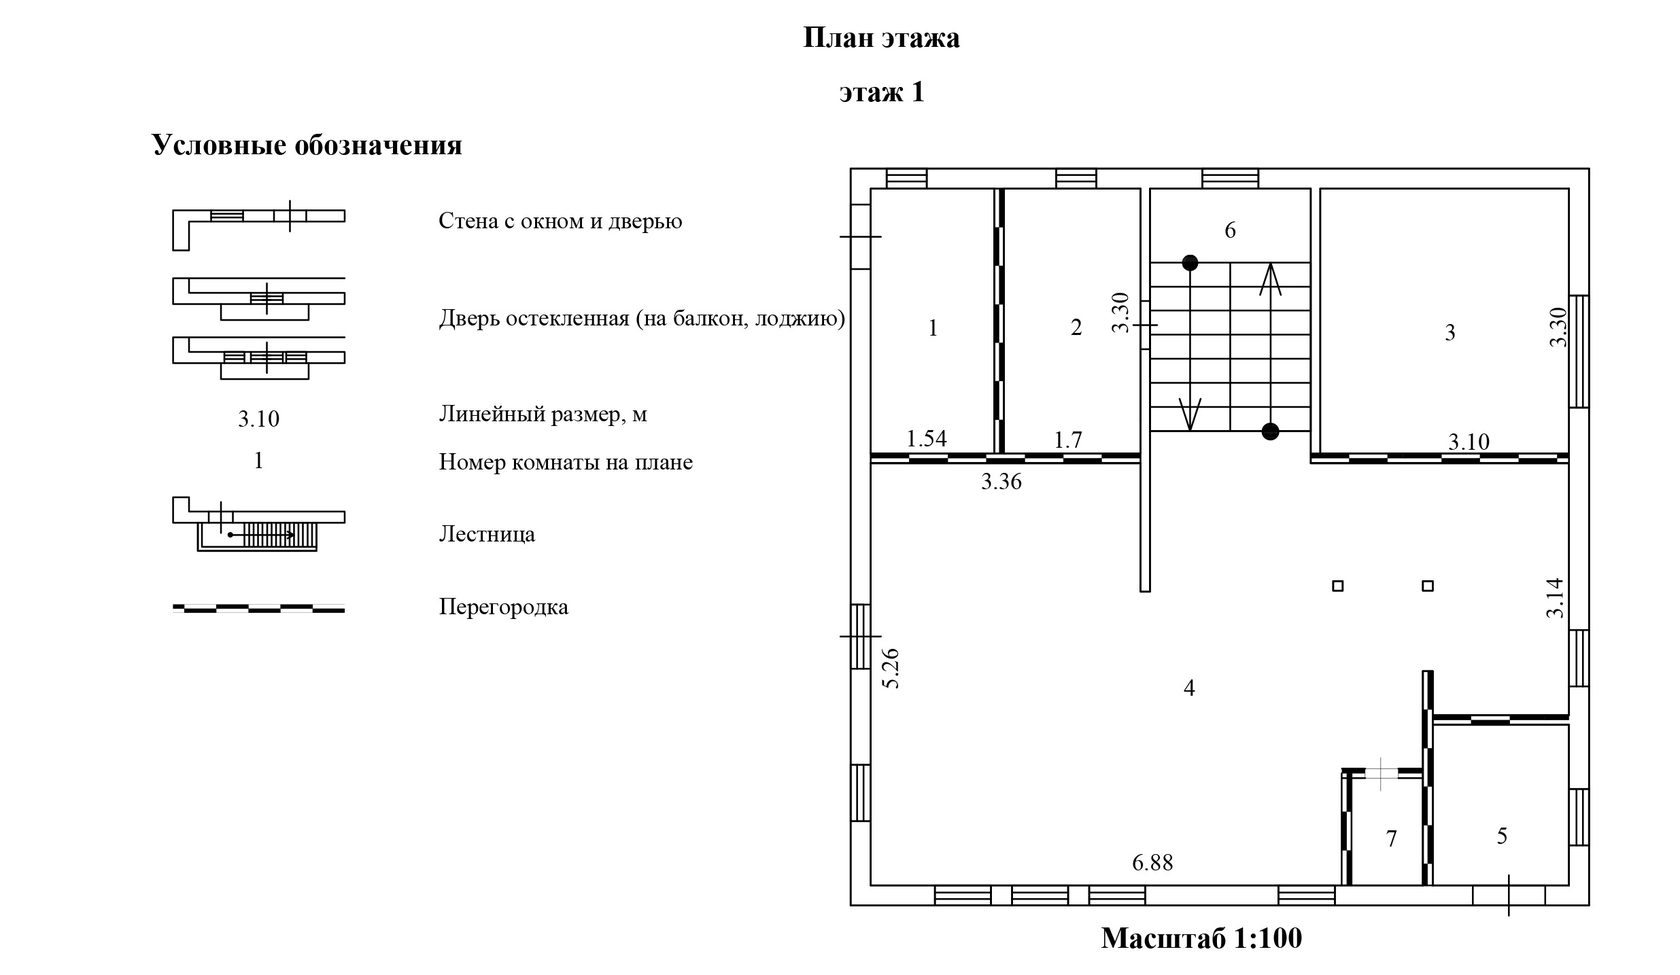 План этажа
этаж 1
Условные обозначения
Стена с окном и дверью
Дверь остекленная (на балкон, лоджию)
3.10 Линейный размер, м
1 Номер комнаты на плане
Лестница
Перегородка
6
3.30
1
2
3
3.30
1.54
1.7
3.10
3.36
3.14
5.26
4
7
5
6.88
Масштаб 1:100